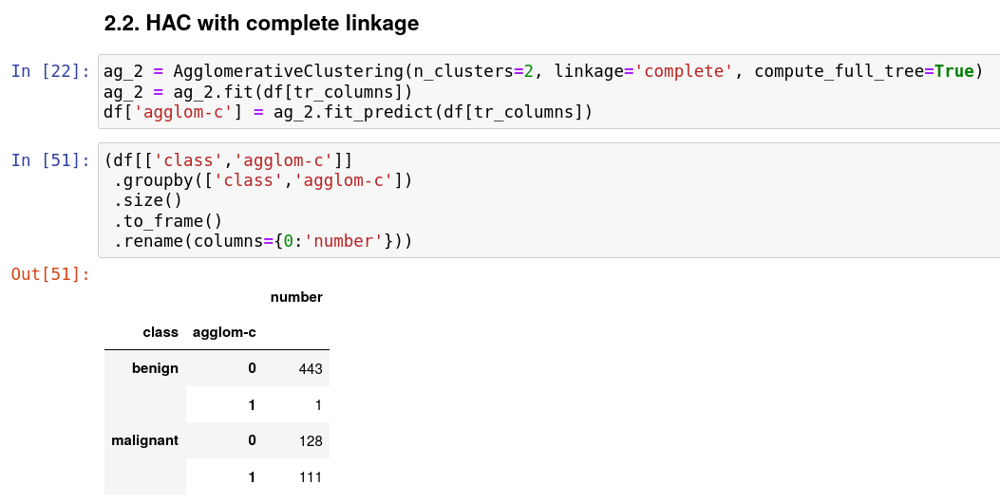 2.2. HAC with complete linkage
In [22]: ag_2 = AgglomerativeClustering(n_clusters=2, linkage='complete', compute_full_tree=True)
ag_2 = ag_2.fit(df[tr_columns])
df['agglom-c'] = ag_2.fit_predict(df[tr_columns])
In [51]: (df[['class','agglom-c']]
.groupby(['class','agglom-c'])
.size()
.to_frame()
.rename(columns={0:'number'}))
Out[51]:
number
class agglom-c
benign 0 443
1 1
malignant 0 128
1 111